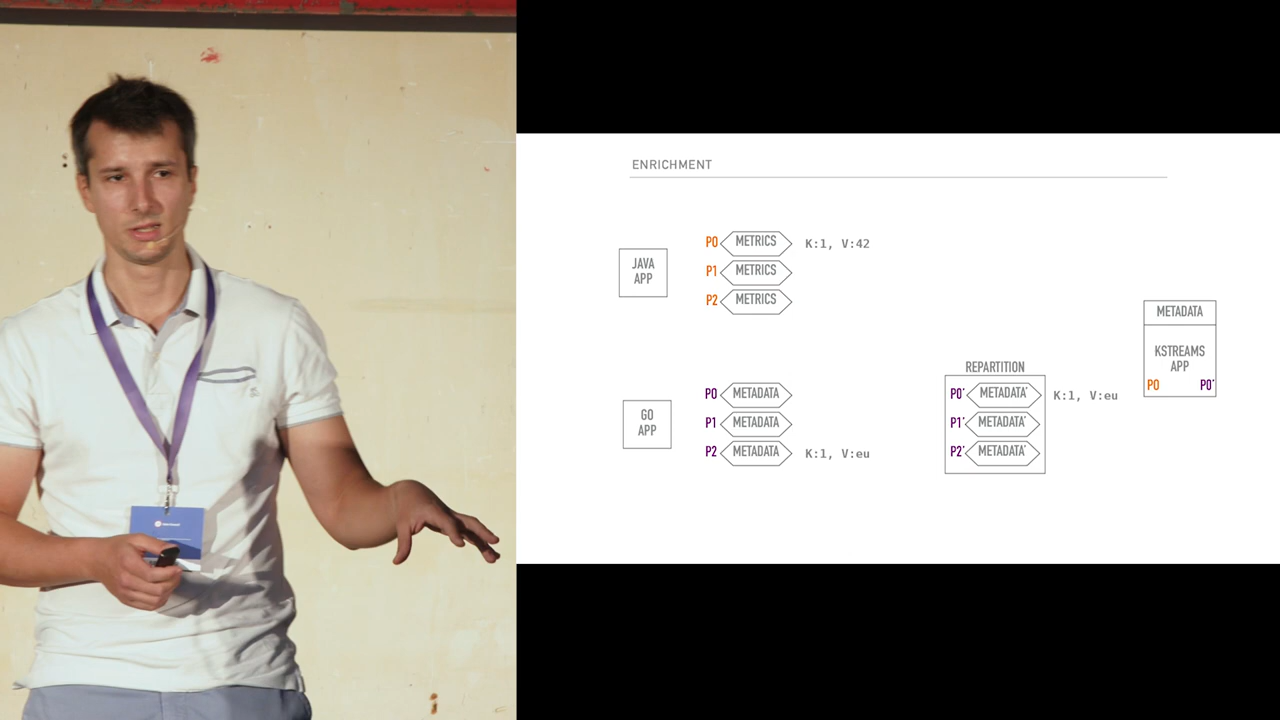 ENRICHMENT
JAVA
APP
P0 METRICS K:1, V:42
P1 METRICS
P2 METRICS
METADATA
KSTREAMS
APP
P0 P0'
REPARTITION
GO
APP
P0 METADATA
P1 METADATA
P2 METADATA K:1, V:eu
P0' METADATA' K:1, V:eu
P1' METADATA'
P2' METADATA'